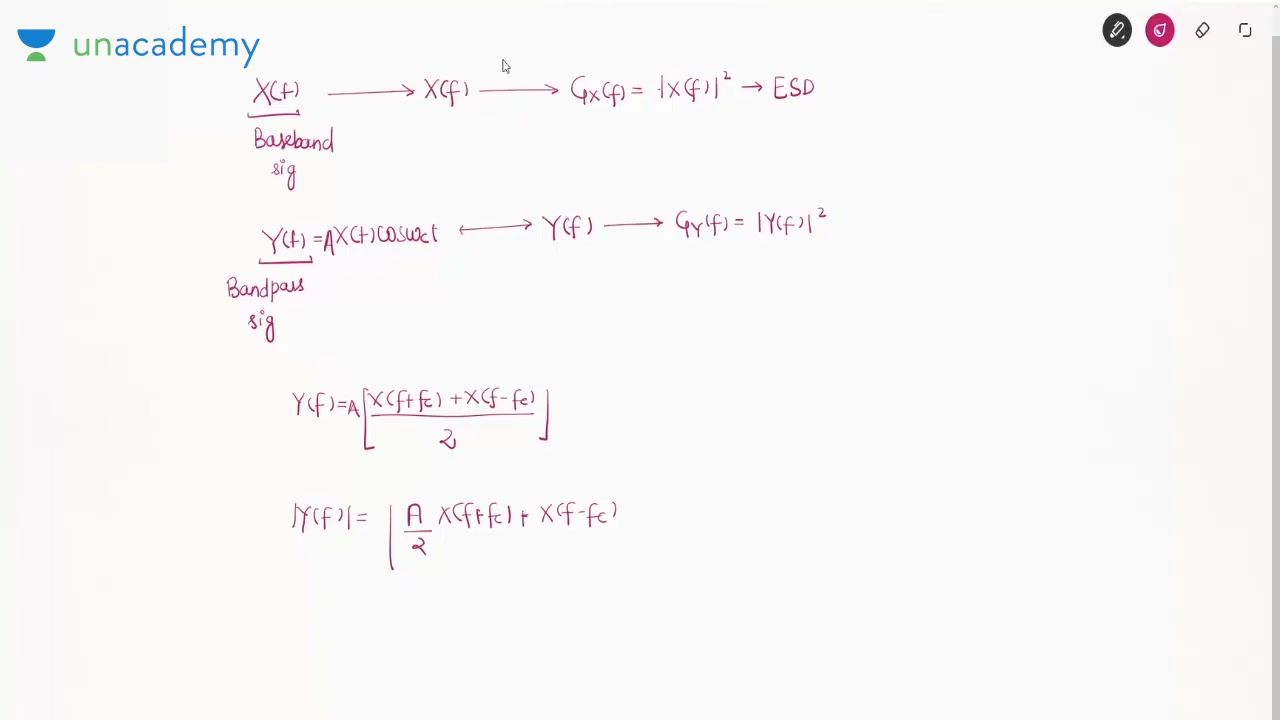 unacademy
X(t) ⟶ X(f) ⟶ Gx(f) = |X(f)|² → ESD
Baseband
sig
Y(t) = AX(t) cosωct ⟷ Y(f) ⟶ GY(f) = |Y(f)|²
Bandpass
sig
Y(f) = A[X(f+fc) + X(f-fc)
2]
|Y(f)| = | A/2 X(f+fc) + X(f-fc)